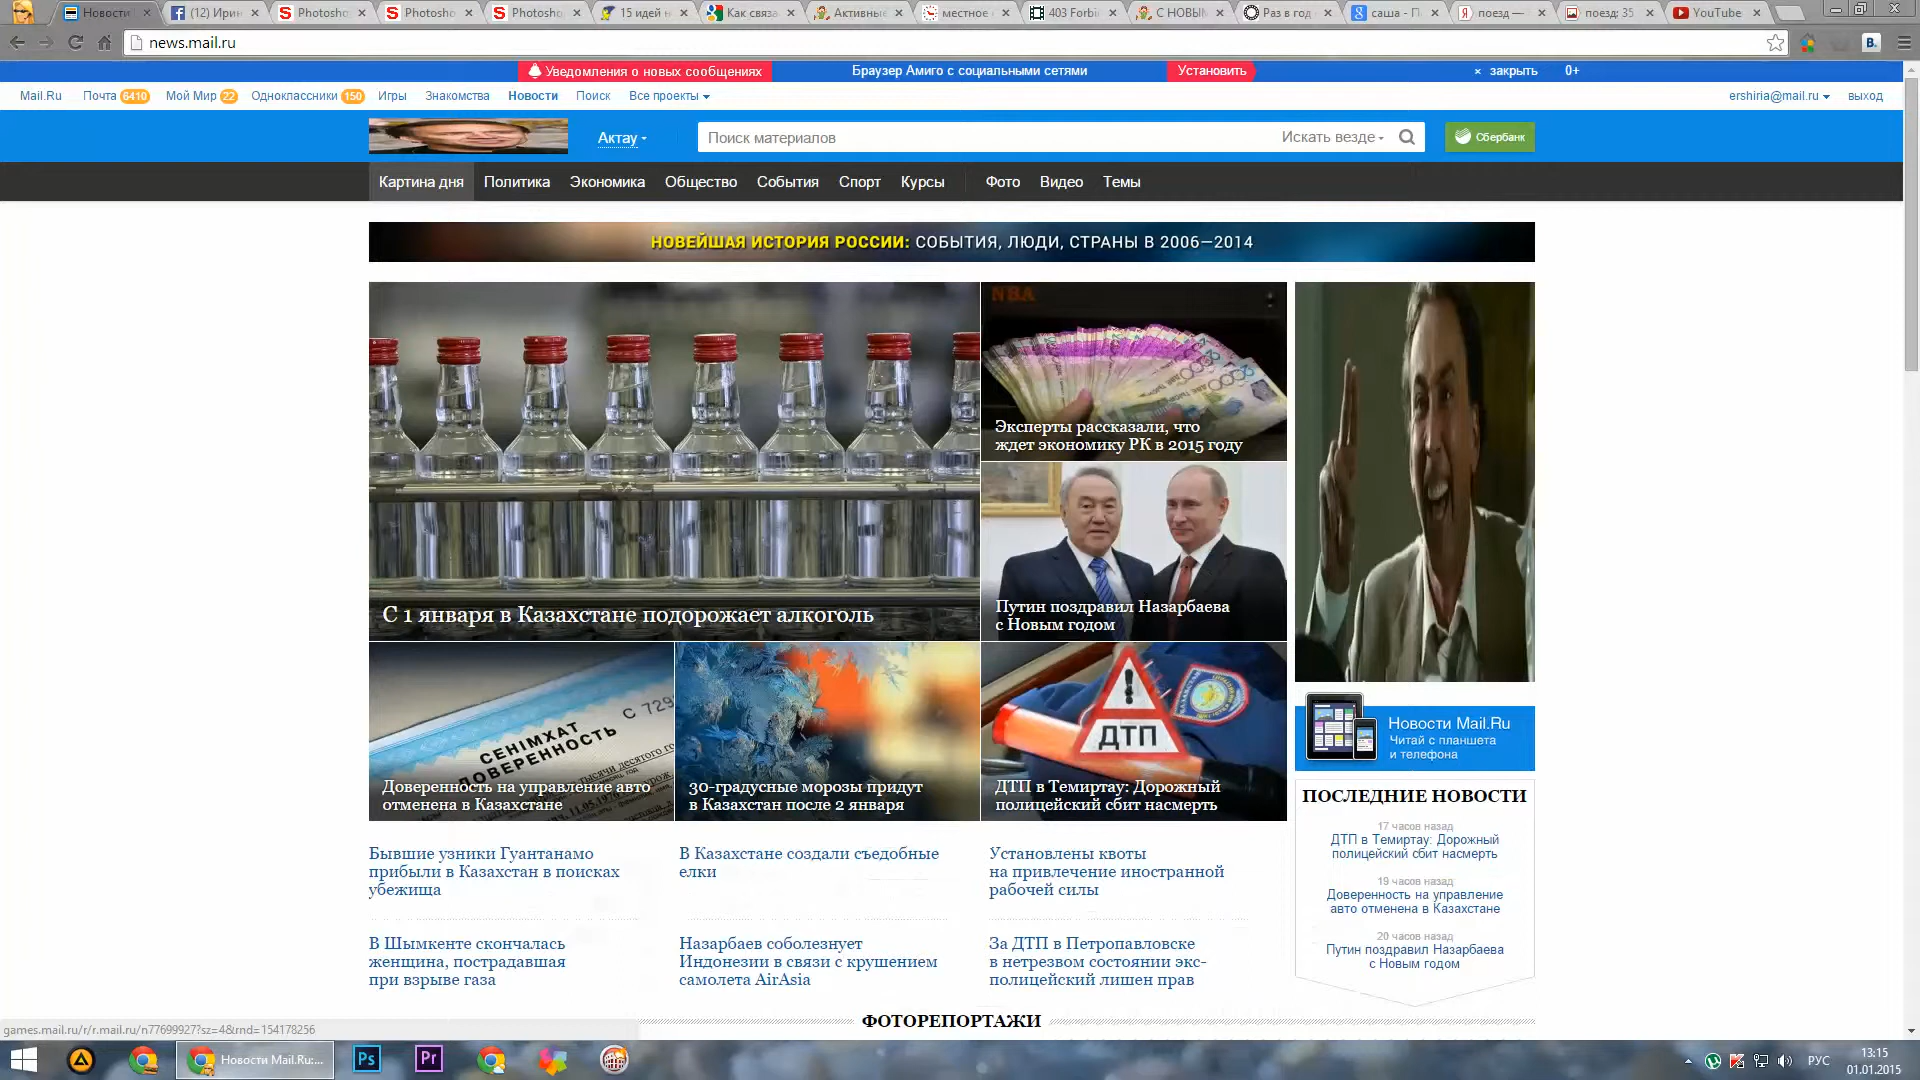 Новости
(12) Ирин
Photosho
Photosho
Photosho
15 идей н
Как связа
Активные
местное
403 Forbi
С НОВЫМ
Раз в год
саша - П
поезд —
поезд: 35
YouTube
news.mail.ru
Уведомления о новых сообщениях
Браузер Амиго с социальными сетями
Установить
× закрыть
0+
Mail.Ru Почта 6410 Мой Мир 22 Одноклассники 150 Игры Знакомства Новости Поиск Все проекты
ershiria@mail.ru выход
Актау
Поиск материалов
Искать везде
Сбербанк
Картина дня Политика Экономика Общество События Спорт Курсы Фото Видео Темы
НОВЕЙШАЯ ИСТОРИЯ РОССИИ: СОБЫТИЯ, ЛЮДИ, СТРАНЫ В 2006—2014
С 1 января в Казахстане подорожает алкоголь
NBA
Эксперты рассказали, что
ждет экономику РК в 2015 году
Путин поздравил Назарбаева
с Новым годом
СЕНІМХАТ
ДОВЕРЕННОСТЬ
С 729
Доверенность на управление авто
отменена в Казахстане
30-градусные морозы придут
в Казахстан после 2 января
ДТП
ДТП в Темиртау: Дорожный
полицейский сбит насмерть
Новости Mail.Ru
Читай с планшета
и телефона
ПОСЛЕДНИЕ НОВОСТИ
17 часов назад
ДТП в Темиртау: Дорожный
полицейский сбит насмерть
19 часов назад
Доверенность на управление
авто отменена в Казахстане
20 часов назад
Путин поздравил Назарбаева
с Новым годом
Бывшие узники Гуантанамо
прибыли в Казахстан в поисках
убежища
В Казахстане создали съедобные
елки
Установлены квоты
на привлечение иностранной
рабочей силы
В Шымкенте скончалась
женщина, пострадавшая
при взрыве газа
Назарбаев соболезнует
Индонезии в связи с крушением
самолета AirAsia
За ДТП в Петропавловске
в нетрезвом состоянии экс-
полицейский лишен прав
ФОТОРЕПОРТАЖИ
games.mail.ru/r/r.mail.ru/n77699927?sz=4&rnd=154178256
Новости Mail.Ru:...
Ps
Pr
РУС
13:15
01.01.2015